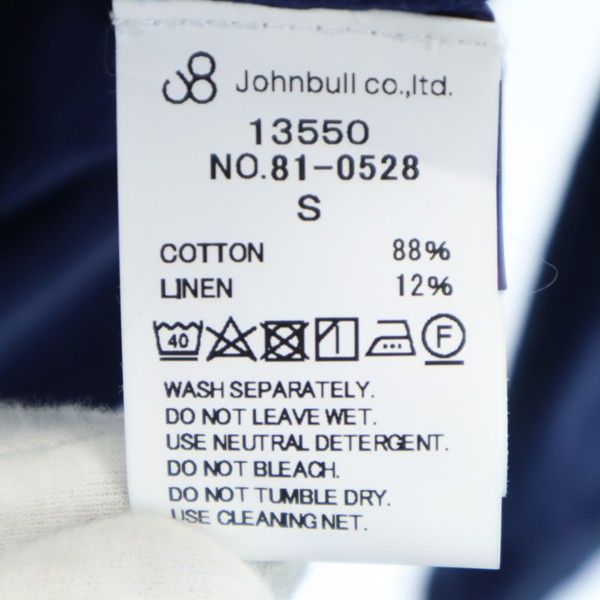 Johnbull co.,ltd.
13550
NO.81-0528
S
COTTON 88%
LINEN 12%
40 F
WASH SEPARATELY.
DO NOT LEAVE WET.
USE NEUTRAL DETERGENT.
DO NOT BLEACH.
DO NOT TUMBLE DRY.
USE CLEANING NET.